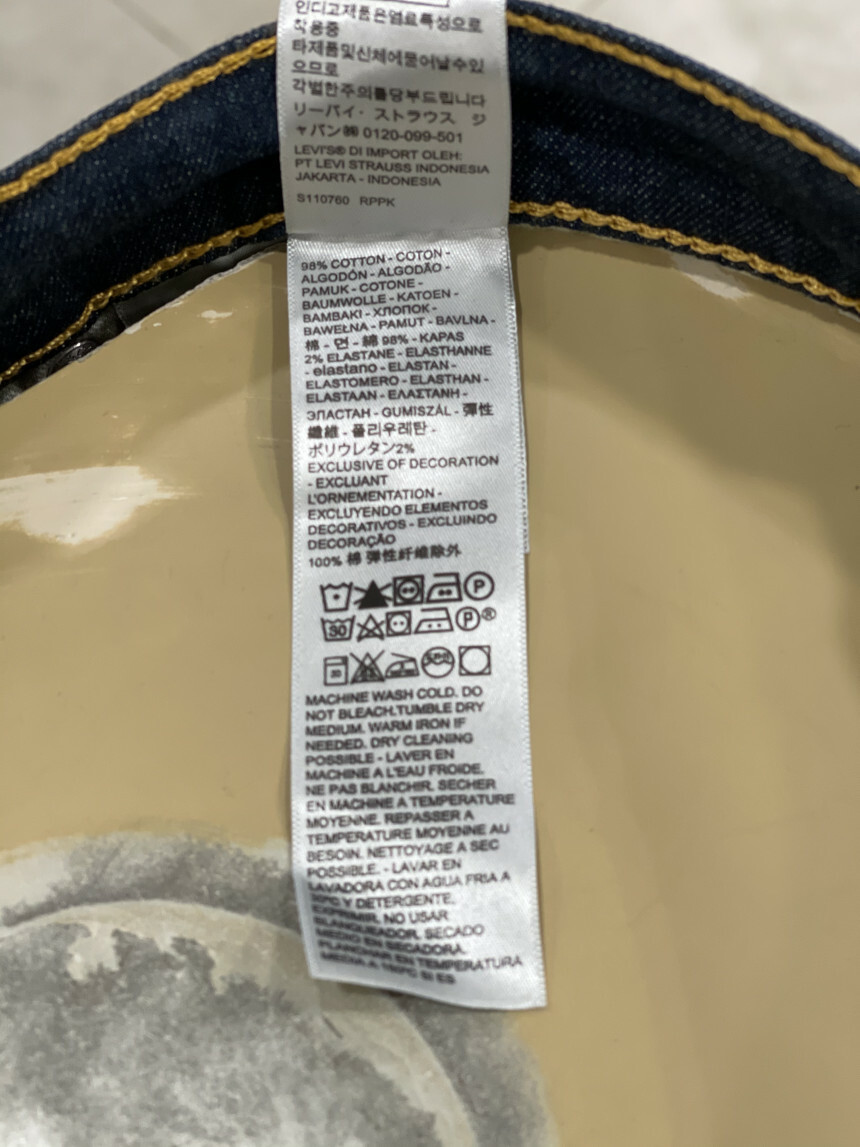 인디고제품은염료특성으로
착용중
타제품및신체에묻어날수있
으므로
각별한주의를당부드립니다
リーバイ・ストラウス ジ
ャパン㈱ 0120-099-501
LEVI'S® DI IMPORT OLEH:
PT LEVI STRAUSS INDONESIA
JAKARTA - INDONESIA
S110760 RPPK
98% COTTON - COTON -
ALGODÓN - ALGODÃO -
PAMUK - COTONE -
BAUMWOLLE - KATOEN -
BAMBAKI - ХЛОПОК -
BAWEŁNA - PAMUT - BAVLNA -
棉 - 면 - 綿 98% - KAPAS
2% ELASTANE - ELASTHANNE
- elastano - ELASTAN -
ELASTOMERO - ELASTHAN -
ELASTAAN - ΕΛΑΣΤΑΝΗ -
ЭЛАСТАН - GUMISZÁL - 彈性
纖維 - 폴리우레탄 -
ポリウレタン2%
EXCLUSIVE OF DECORATION
- EXCLUANT
L'ORNEMENTATION -
EXCLUYENDO ELEMENTOS
DECORATIVOS - EXCLUINDO
DECORAÇÃO
100% 棉 彈性纤维除外
P
30 P®
30
MACHINE WASH COLD. DO
NOT BLEACH.TUMBLE DRY
MEDIUM. WARM IRON IF
NEEDED. DRY CLEANING
POSSIBLE - LAVER EN
MACHINE A L'EAU FROIDE.
NE PAS BLANCHIR. SECHER
EN MACHINE A TEMPERATURE
MOYENNE. REPASSER A
TEMPERATURE MOYENNE AU
BESOIN. NETTOYAGE A SEC
POSSIBLE. - LAVAR EN
LAVADORA CON AGUA FRIA A
30ºC Y DETERGENTE.
EXPRIMIR. NO USAR
BLANQUEADOR. SECADO
MEDIO EN SECADORA.
PLANCHAR EN TEMPERATURA
MEDIA A 150ºC SI ES